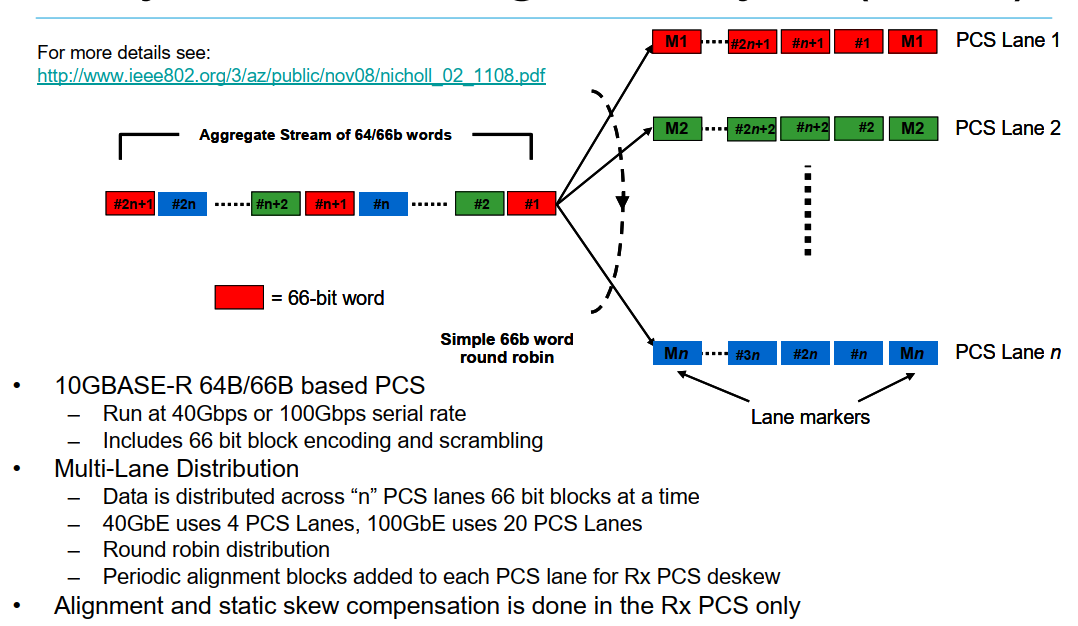 For more details see:
http://www.ieee802.org/3/az/public/nov08/nicholl_02_1108.pdf
M1 #2n+1 #n+1 #1 M1 PCS Lane 1
Aggregate Stream of 64/66b words
M2 #2n+2 #n+2 #2 M2 PCS Lane 2
#2n+1 #2n #n+2 #n+1 #n #2 #1
= 66-bit word
Simple 66b word
round robin
Mn #3n #2n #n Mn PCS Lane n
Lane markers
• 10GBASE-R 64B/66B based PCS
– Run at 40Gbps or 100Gbps serial rate
– Includes 66 bit block encoding and scrambling
• Multi-Lane Distribution
– Data is distributed across “n” PCS lanes 66 bit blocks at a time
– 40GbE uses 4 PCS Lanes, 100GbE uses 20 PCS Lanes
– Round robin distribution
– Periodic alignment blocks added to each PCS lane for Rx PCS deskew
• Alignment and static skew compensation is done in the Rx PCS only